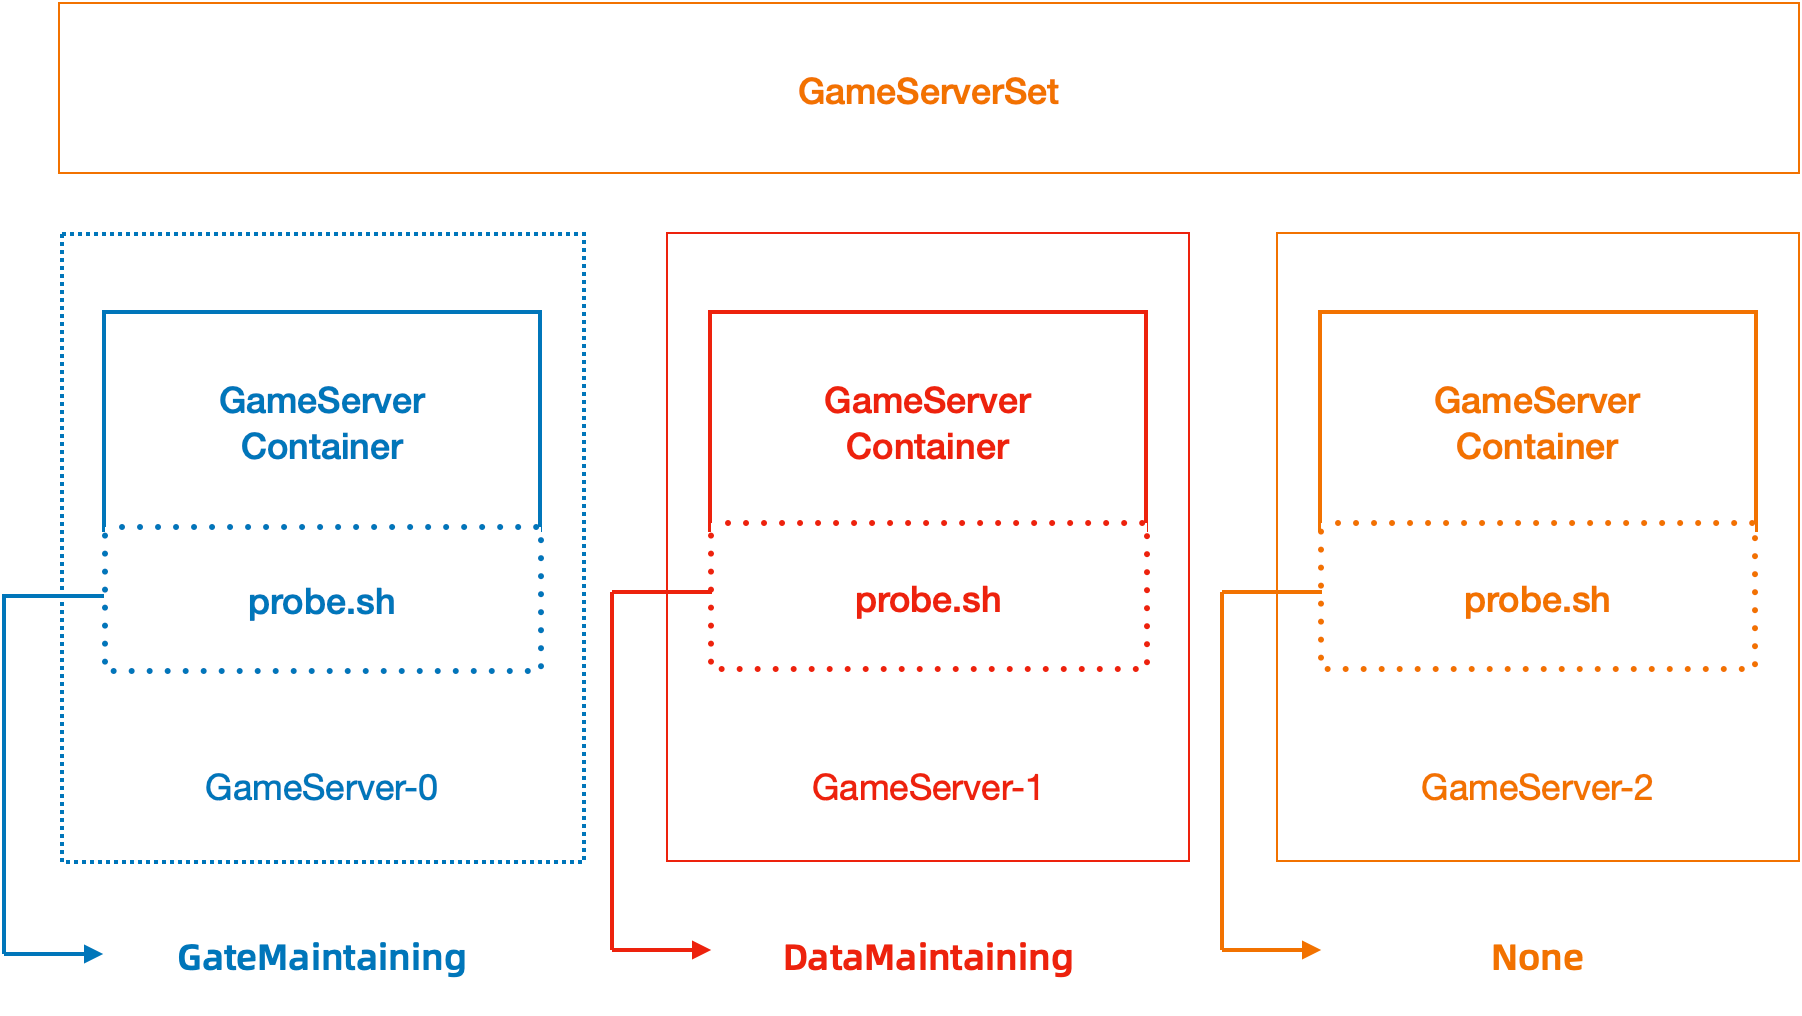 GameServerSet
GameServer
Container
probe.sh
GameServer-0
GateMaintaining
GameServer
Container
probe.sh
GameServer-1
DataMaintaining
GameServer
Container
probe.sh
GameServer-2
None